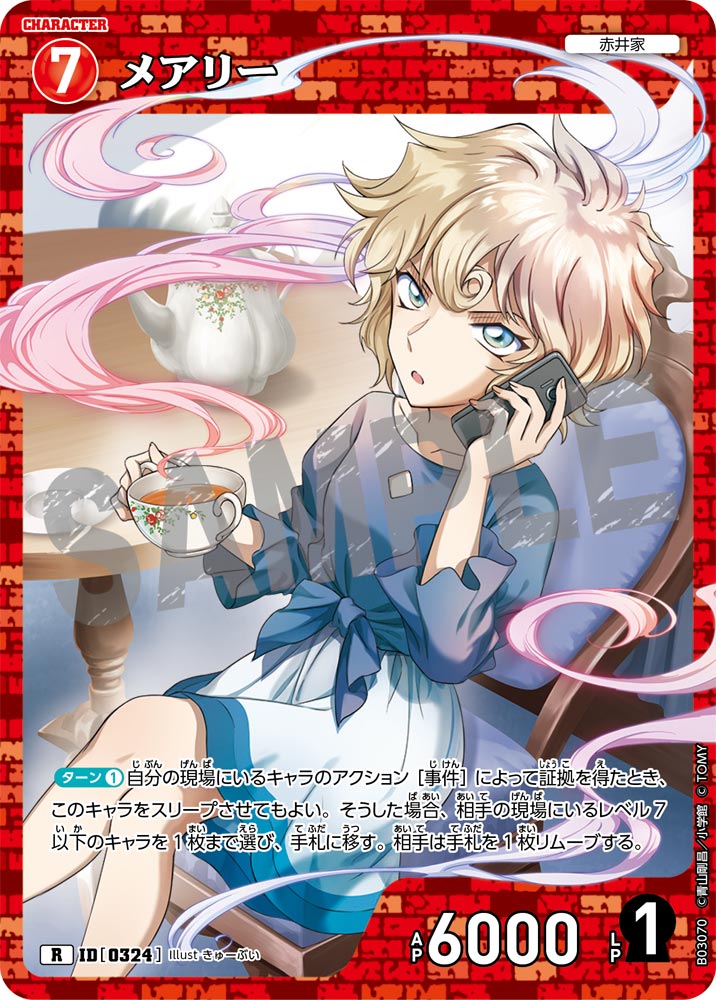 CHARACTER
7
メアリー
赤井家
SAMPLE
ターン1 自分の現場にいるキャラのアクション［事件］によって証拠を得たとき、
このキャラをスリープさせてもよい。そうした場合、相手の現場にいるレベル7
以下のキャラを1枚まで選び、手札に移す。相手は手札を1枚リムーブする。
R ID[0324] Illust きゅーぶい
AP 6000 LP 1
B03070 ©青山剛昌／小学館 © TOMY